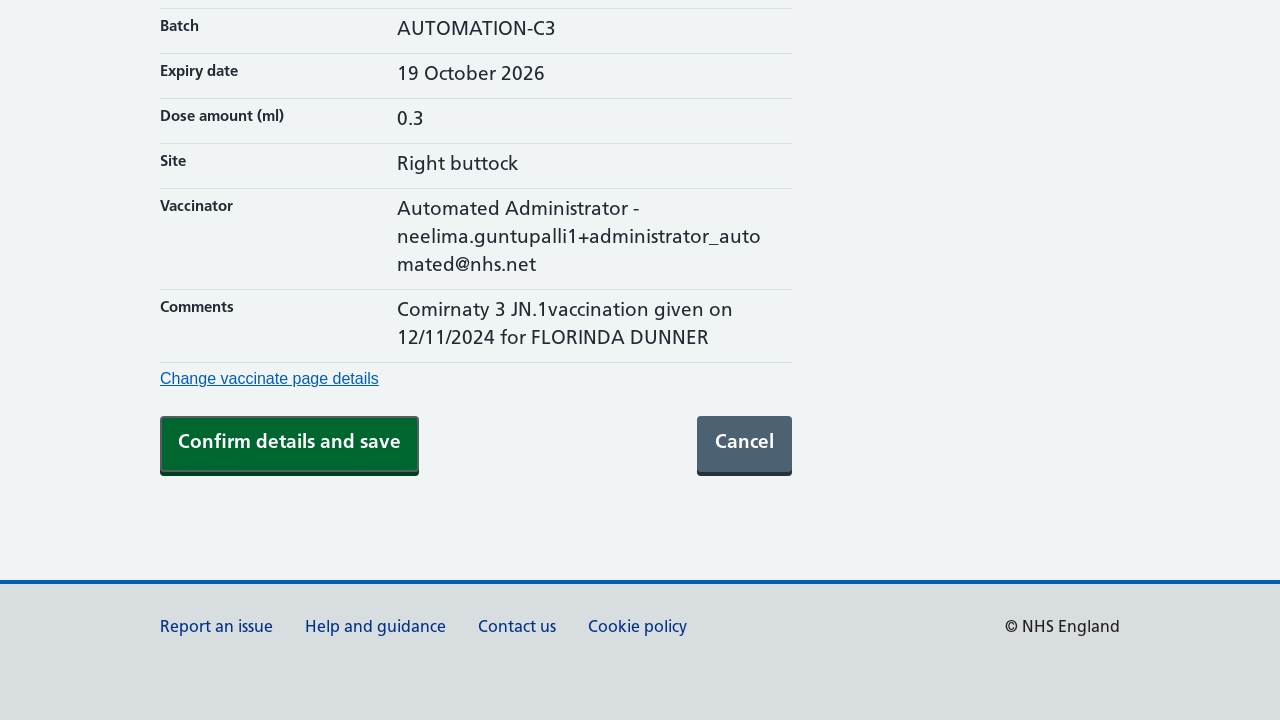 Batch AUTOMATION-C3
Expiry date 19 October 2026
Dose amount (ml) 0.3
Site Right buttock
Vaccinator Automated Administrator -
neelima.guntupalli1+administrator_auto
mated@nhs.net
Comments Comirnaty 3 JN.1vaccination given on
12/11/2024 for FLORINDA DUNNER
Change vaccinate page details
Confirm details and save Cancel
Report an issue Help and guidance Contact us Cookie policy © NHS England